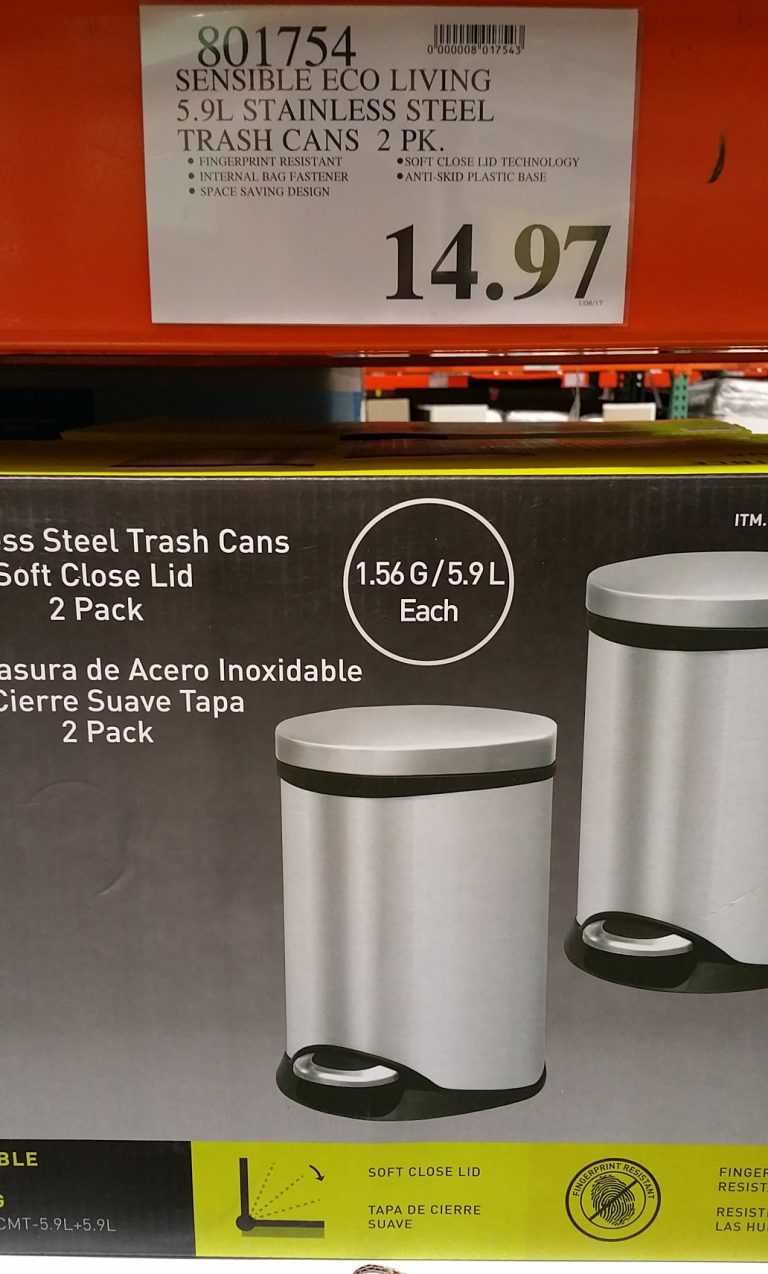 801754
0 000008 017543
SENSIBLE ECO LIVING
5.9L STAINLESS STEEL
TRASH CANS 2 PK.
• FINGERPRINT RESISTANT
• INTERNAL BAG FASTENER
• SPACE SAVING DESIGN
• SOFT CLOSE LID TECHNOLOGY
• ANTI-SKID PLASTIC BASE
14.97
1/06/17
ITM.
ess Steel Trash Cans
Soft Close Lid
2 Pack
1.56 G / 5.9 L
Each
asura de Acero Inoxidable
Cierre Suave Tapa
2 Pack
BLE
G
CMT-5.9L+5.9L
SOFT CLOSE LID
TAPA DE CIERRE
SUAVE
FINGERPRINT RESISTANT
FINGER
RESIST
RESIST
LAS HU